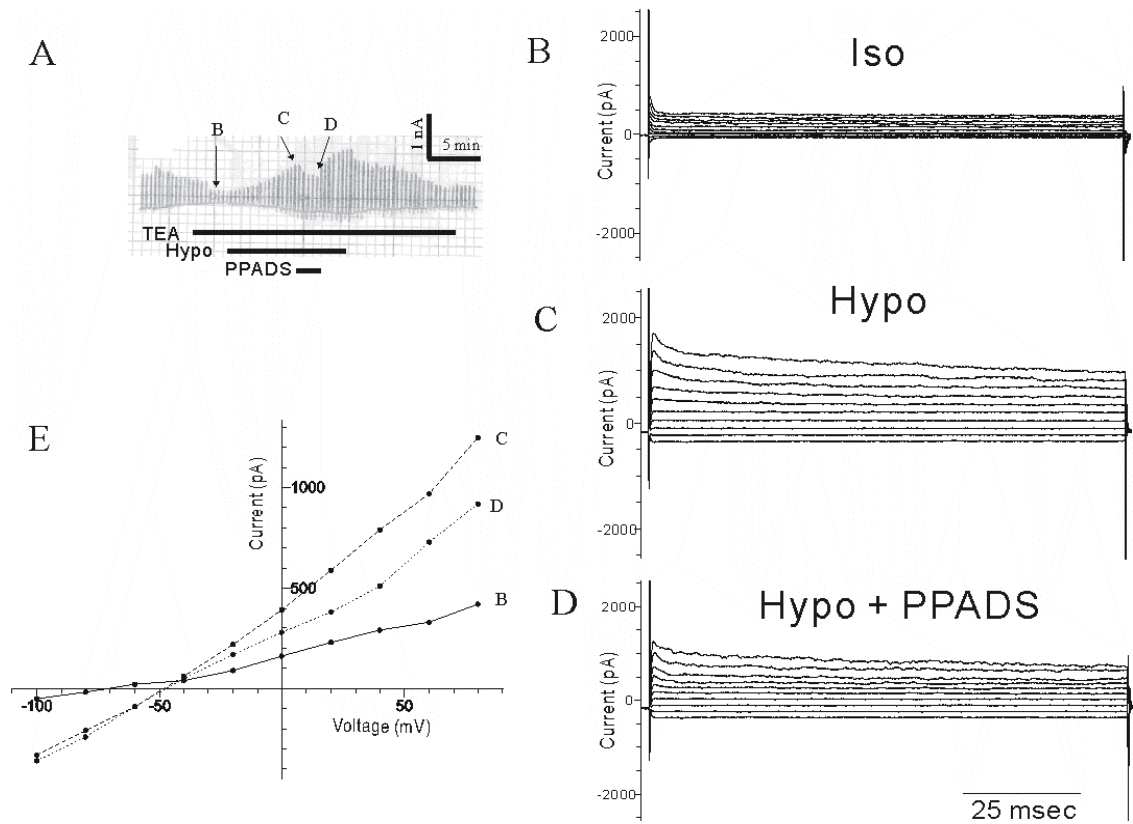 A
B
C
D
1 nA
5 min
TEA
Hypo
PPADS
B
Iso
Current (pA)
2000
0
-2000
C
Hypo
Current (pA)
2000
0
-2000
D
Hypo + PPADS
Current (pA)
2000
0
-2000
25 msec
E
Current (pA)
1000
500
-100
-50
50
Voltage (mV)
C
D
B